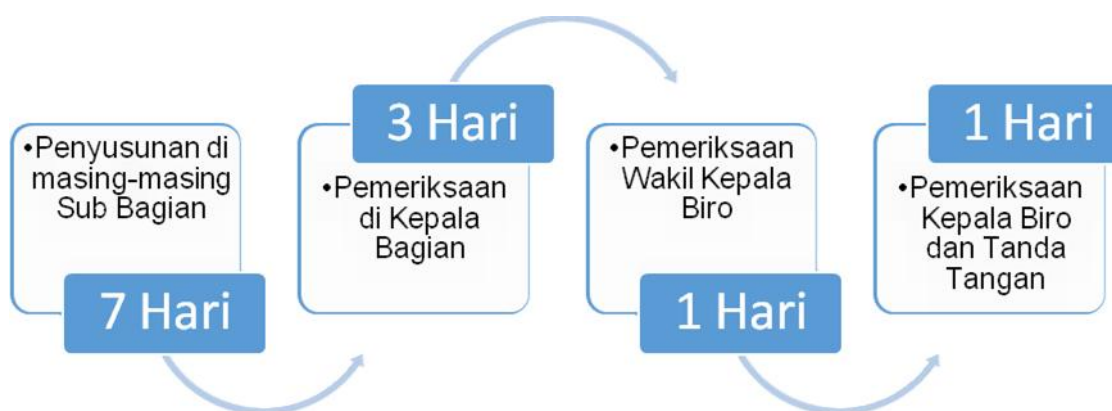 •Penyusunan di
masing-masing
Sub Bagian
7 Hari
3 Hari
•Pemeriksaan
di Kepala
Bagian
•Pemeriksaan
Wakil Kepala
Biro
1 Hari
1 Hari
•Pemeriksaan
Kepala Biro
dan Tanda
Tangan